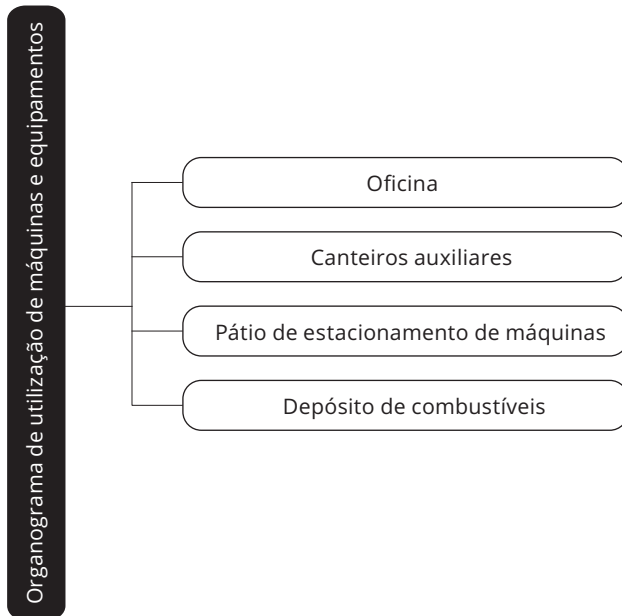 Organograma de utilização de máquinas e equipamentos
Oficina
Canteiros auxiliares
Pátio de estacionamento de máquinas
Depósito de combustíveis